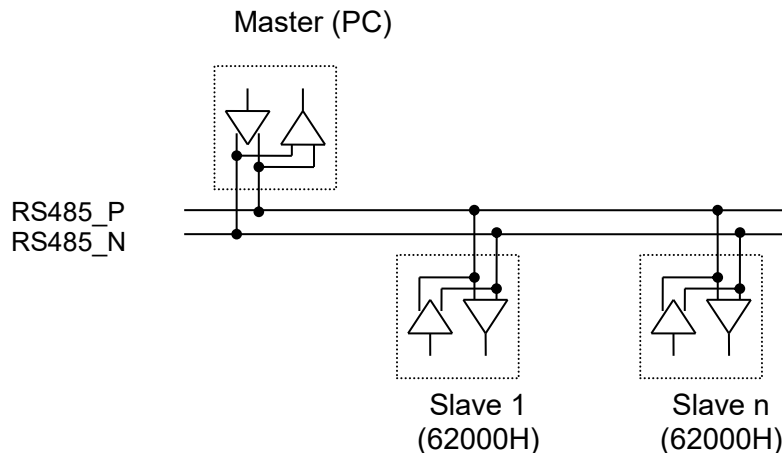 Master (PC)
RS485_P
RS485_N
Slave 1
(62000H)
Slave n
(62000H)